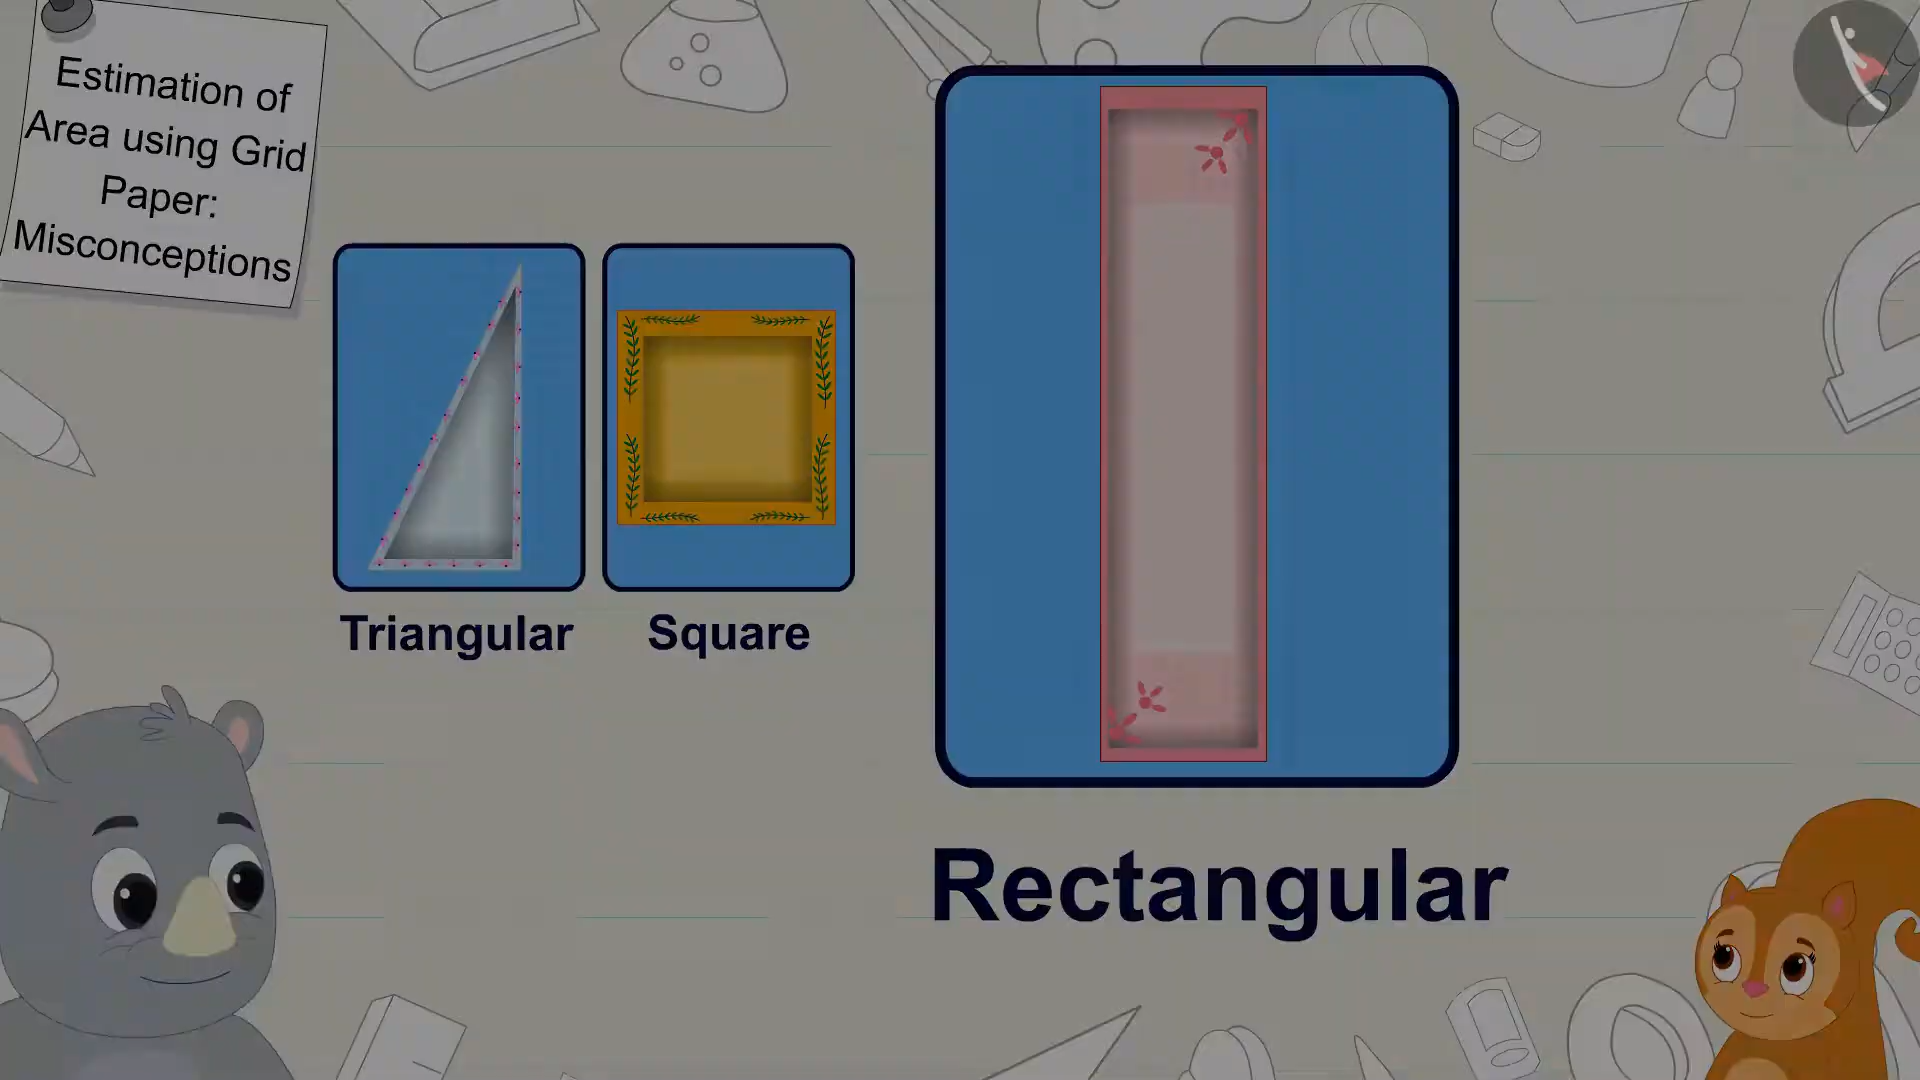 Estimation of
Area using Grid
Paper:
Misconceptions
Triangular
Square
Rectangular